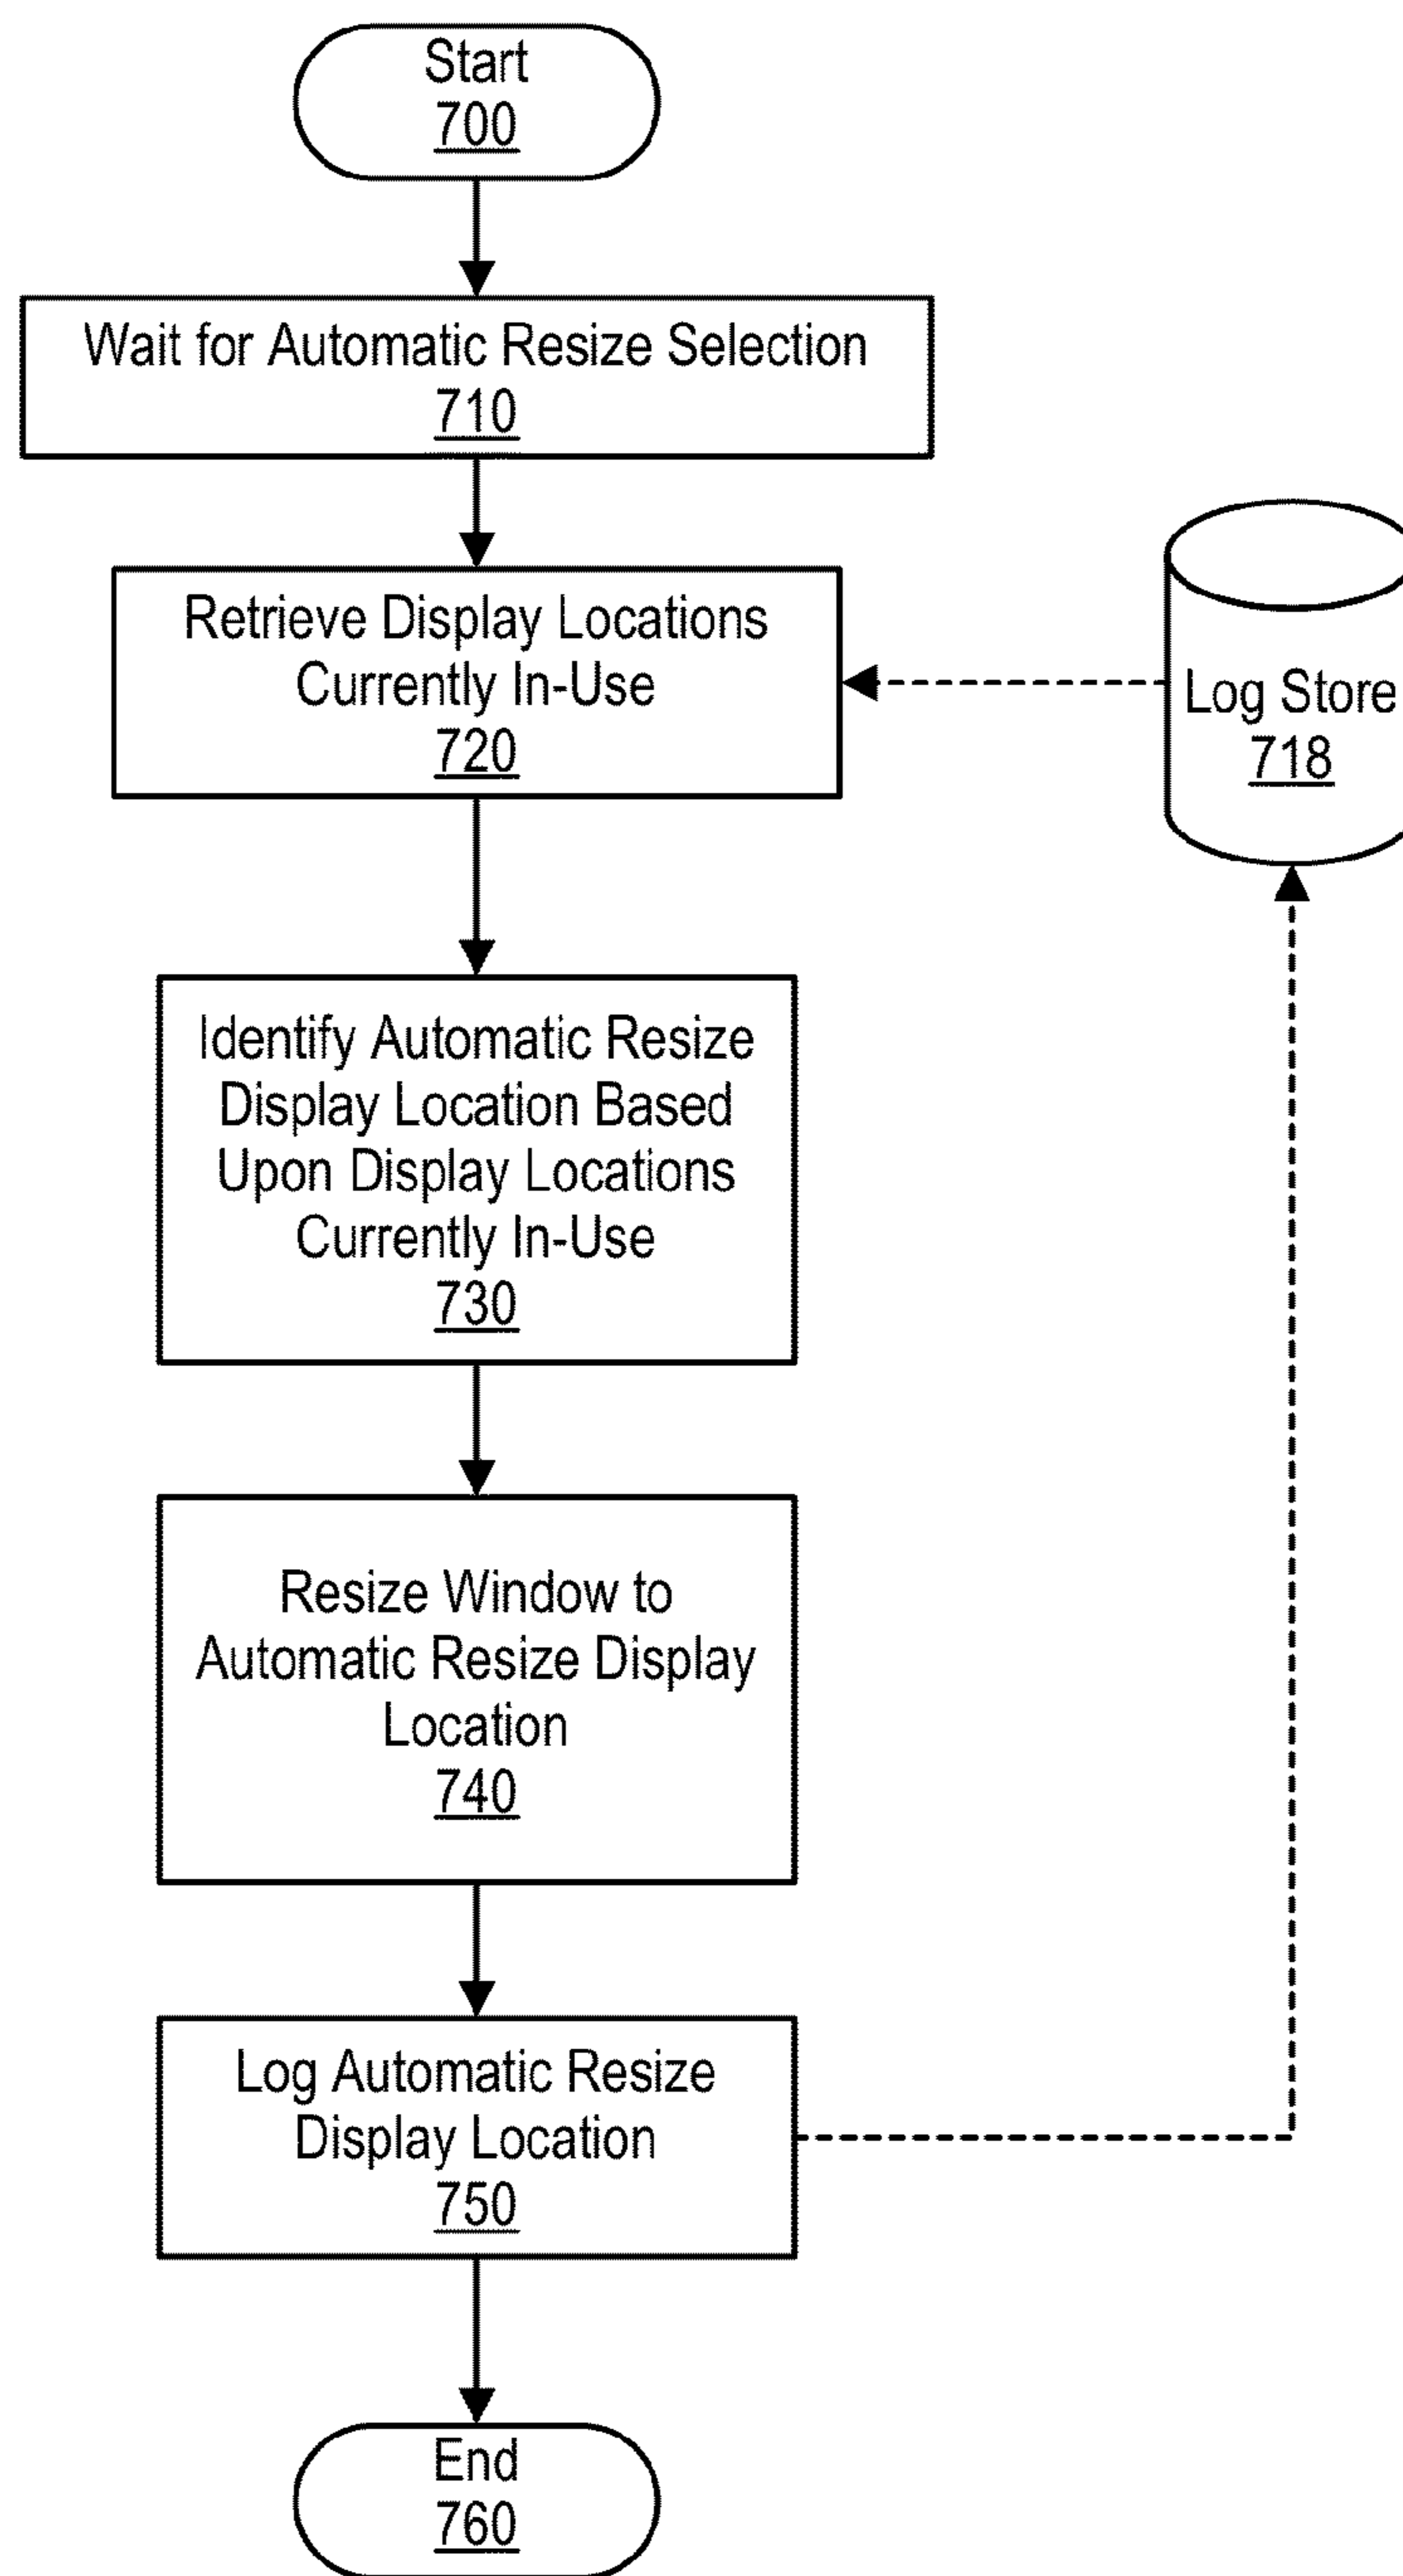 Start
700
Wait for Automatic Resize Selection
710
Retrieve Display Locations
Currently In-Use
720
Log Store
718
Identify Automatic Resize
Display Location Based
Upon Display Locations
Currently In-Use
730
Resize Window to
Automatic Resize Display
Location
740
Log Automatic Resize
Display Location
750
End
760